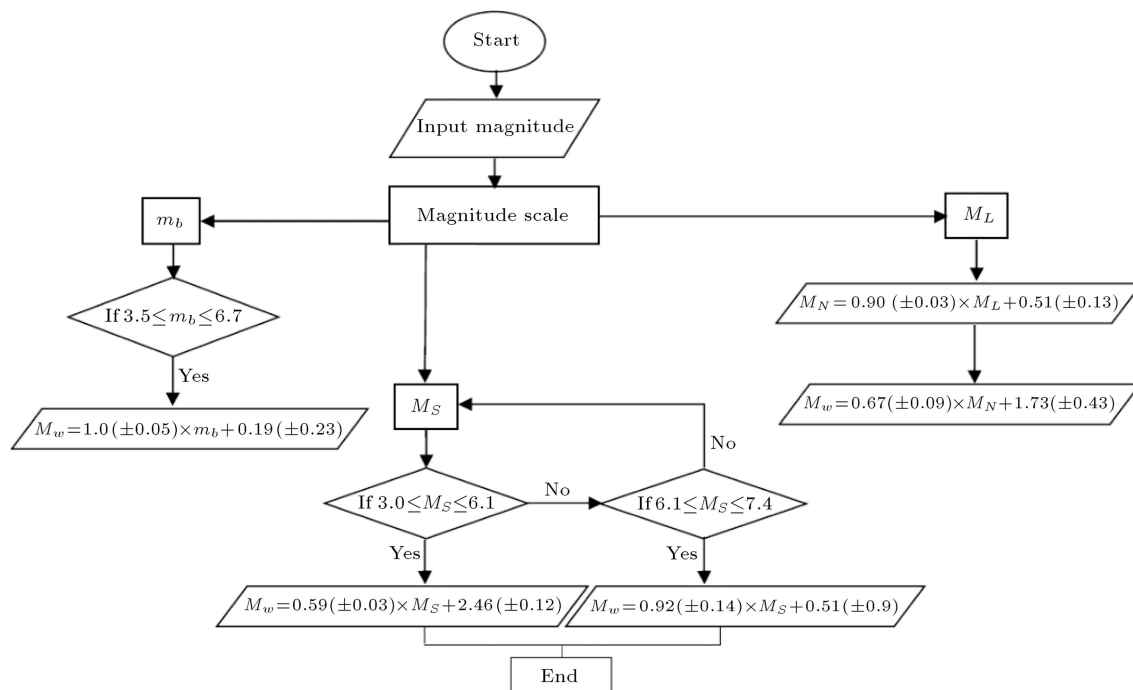 Start
Input magnitude
Magnitude scale
m_b
M_L
If 3.5≤m_b≤6.7
M_N=0.90 (±0.03)×M_L+0.51(±0.13)
Yes
M_w=1.0(±0.05)×m_b+0.19(±0.23)
M_S
M_w=0.67(±0.09)×M_N+1.73(±0.43)
No
If 3.0≤M_S≤6.1
No
If 6.1≤M_S≤7.4
Yes
Yes
M_w=0.59(±0.03)×M_S+2.46(±0.12)
M_w=0.92(±0.14)×M_S+0.51(±0.9)
End